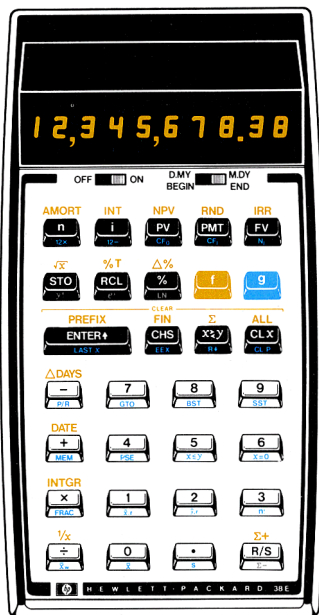 12,345,678.38
OFF ON D.MY M.DY
BEGIN END
AMORT INT NPV RND IRR
n i PV PMT FV
12× 12÷ CF₀ CFⱼ Nⱼ
√x %T Δ%
STO RCL % f g
yˣ eˣ LN
CLEAR
PREFIX FIN Σ ALL
ENTER↑ CHS x≷y CL X
LAST X EEX R↓ CL P
ΔDAYS
− 7 8 9
P/R GTO BST SST
DATE
+ 4 5 6
MEM PSE x≤y x=0
INTGR
× 1 2 3
FRAC x̂,r ŷ,r n!
1/x Σ+
÷ 0 • R/S
x̄w x̄ s Σ−
hp HEWLETT·PACKARD 38E